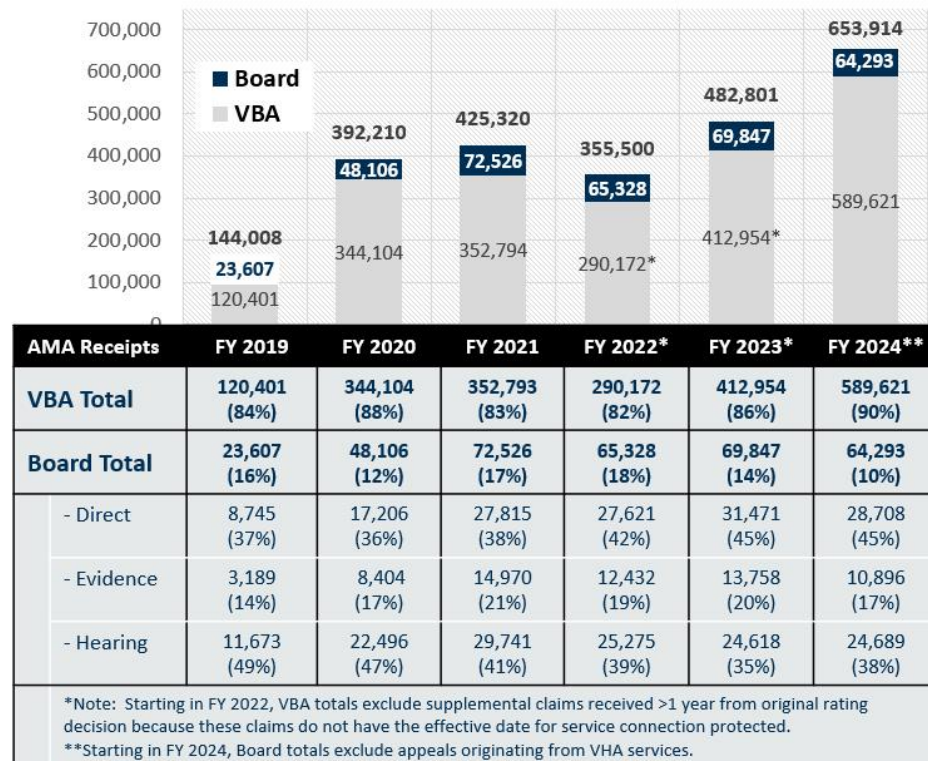 700,000
600,000
500,000
400,000
300,000
200,000
100,000
0
Board
VBA
144,008
23,607
120,401
392,210
48,106
344,104
425,320
72,526
352,794
355,500
65,328
290,172*
482,801
69,847
412,954*
653,914
64,293
589,621
AMA Receipts FY 2019 FY 2020 FY 2021 FY 2022* FY 2023* FY 2024**
VBA Total 120,401 344,104 352,793 290,172 412,954 589,621
(84%) (88%) (83%) (82%) (86%) (90%)
Board Total 23,607 48,106 72,526 65,328 69,847 64,293
(16%) (12%) (17%) (18%) (14%) (10%)
- Direct 8,745 17,206 27,815 27,621 31,471 28,708
(37%) (36%) (38%) (42%) (45%) (45%)
- Evidence 3,189 8,404 14,970 12,432 13,758 10,896
(14%) (17%) (21%) (19%) (20%) (17%)
- Hearing 11,673 22,496 29,741 25,275 24,618 24,689
(49%) (47%) (41%) (39%) (35%) (38%)
*Note: Starting in FY 2022, VBA totals exclude supplemental claims received >1 year from original rating
decision because these claims do not have the effective date for service connection protected.
**Starting in FY 2024, Board totals exclude appeals originating from VHA services.